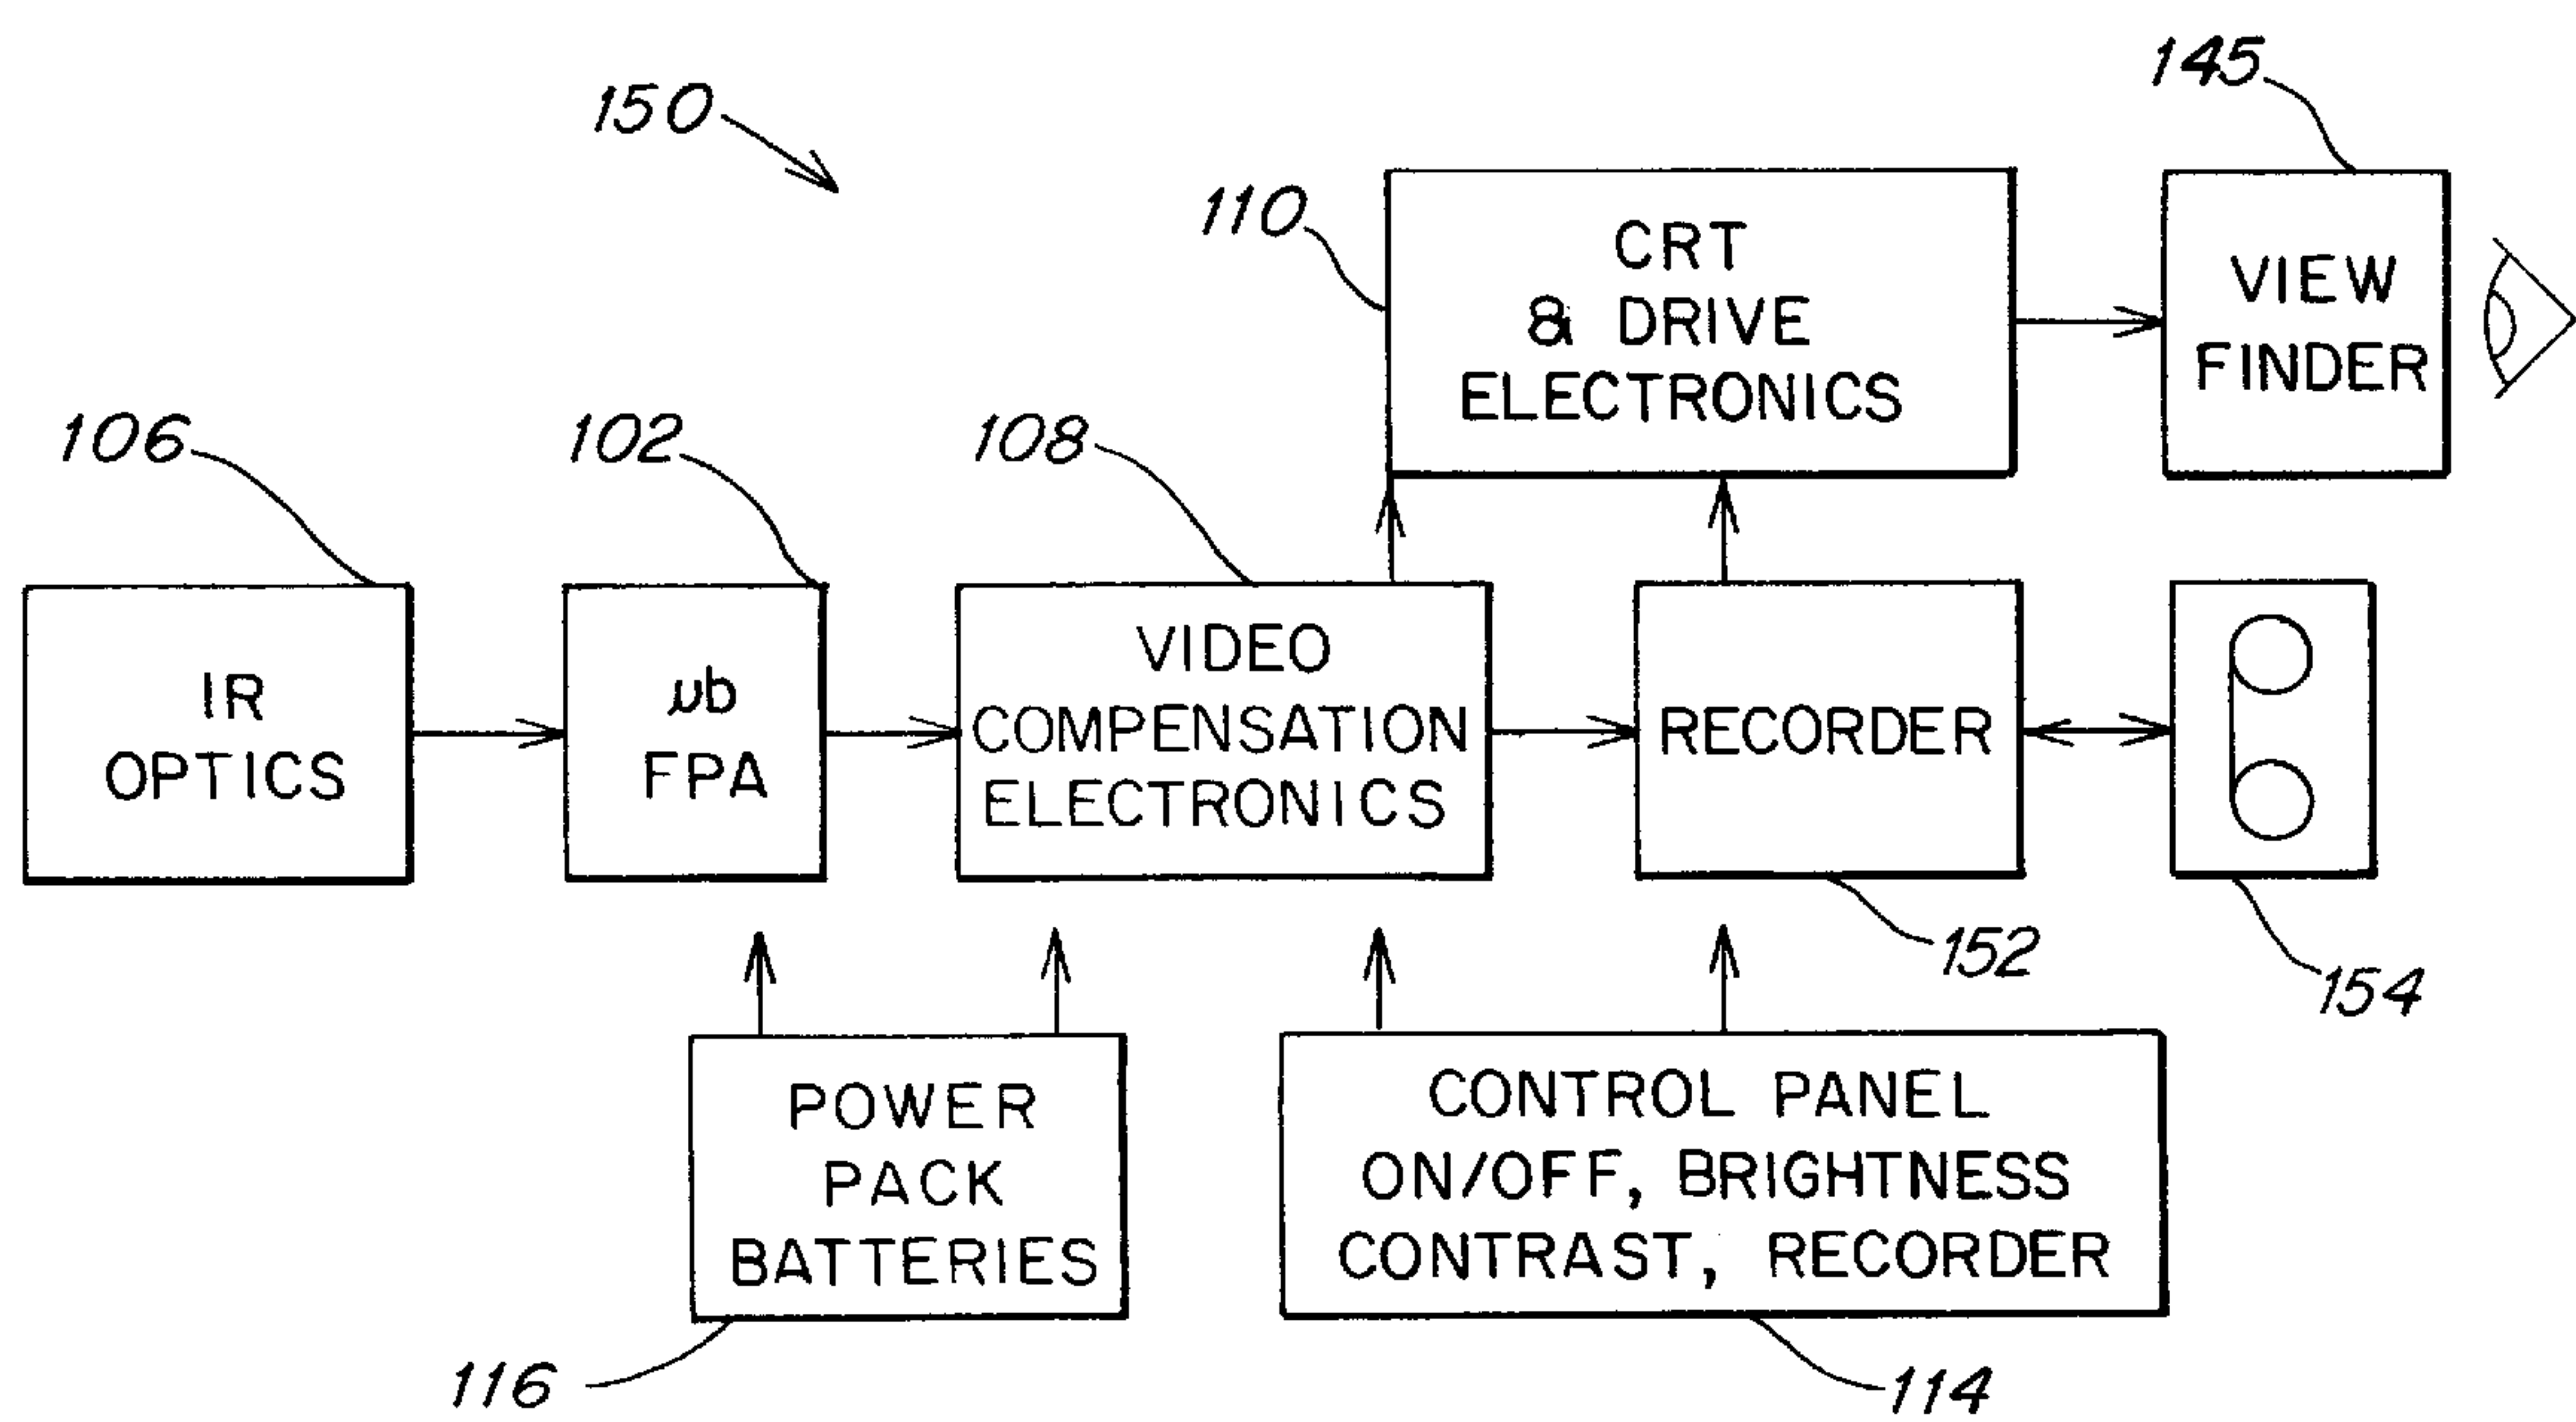 150
145
110
CRT
& DRIVE
ELECTRONICS
VIEW
FINDER
106
102
108
IR
OPTICS
μb
FPA
VIDEO
COMPENSATION
ELECTRONICS
RECORDER
152
154
POWER
PACK
BATTERIES
CONTROL PANEL
ON/OFF, BRIGHTNESS
CONTRAST, RECORDER
116
114